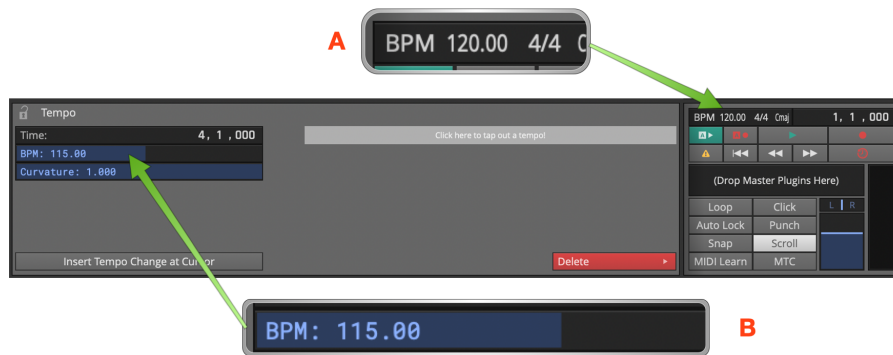 A
BPM 120.00 4/4 C
Tempo
Time: 4, 1 ,000
BPM: 115.00
Curvature: 1.000
Click here to tap out a tempo!
Insert Tempo Change at Cursor
Delete
BPM 120.00 4/4 Cmaj 1, 1 ,000
(Drop Master Plugins Here)
Loop Click L R
Auto Lock Punch
Snap Scroll
MIDI Learn MTC
BPM: 115.00 B